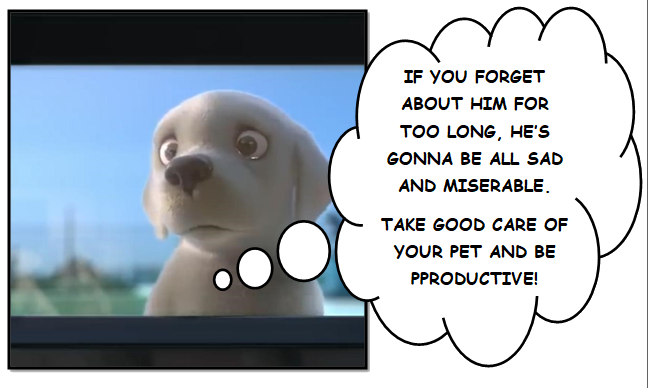 IF YOU FORGET
ABOUT HIM FOR
TOO LONG, HE'S
GONNA BE ALL SAD
AND MISERABLE.
TAKE GOOD CARE OF
YOUR PET AND BE
PPRODUCTIVE!